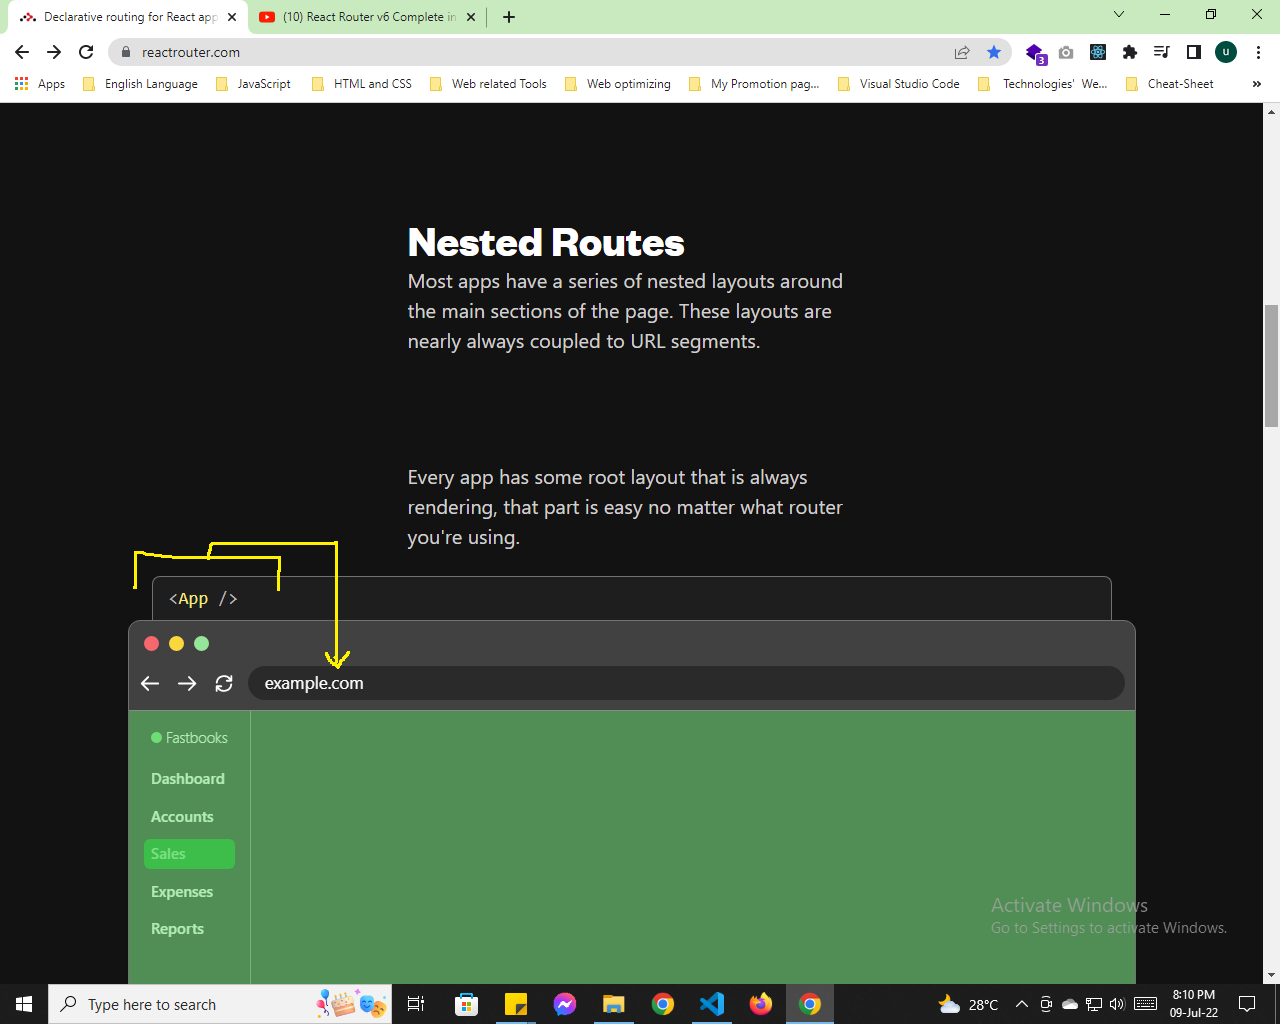 Declarative routing for React app
(10) React Router v6 Complete in
reactrouter.com
3
u
Apps
English Language
JavaScript
HTML and CSS
Web related Tools
Web optimizing
My Promotion pag...
Visual Studio Code
Technologies' We...
Cheat-Sheet
»
Nested Routes
Most apps have a series of nested layouts around
the main sections of the page. These layouts are
nearly always coupled to URL segments.
Every app has some root layout that is always
rendering, that part is easy no matter what router
you're using.
<App />
example.com
Fastbooks
Dashboard
Accounts
Sales
Expenses
Reports
Activate Windows
Go to Settings to activate Windows.
Type here to search
28°C
8:10 PM
09-Jul-22